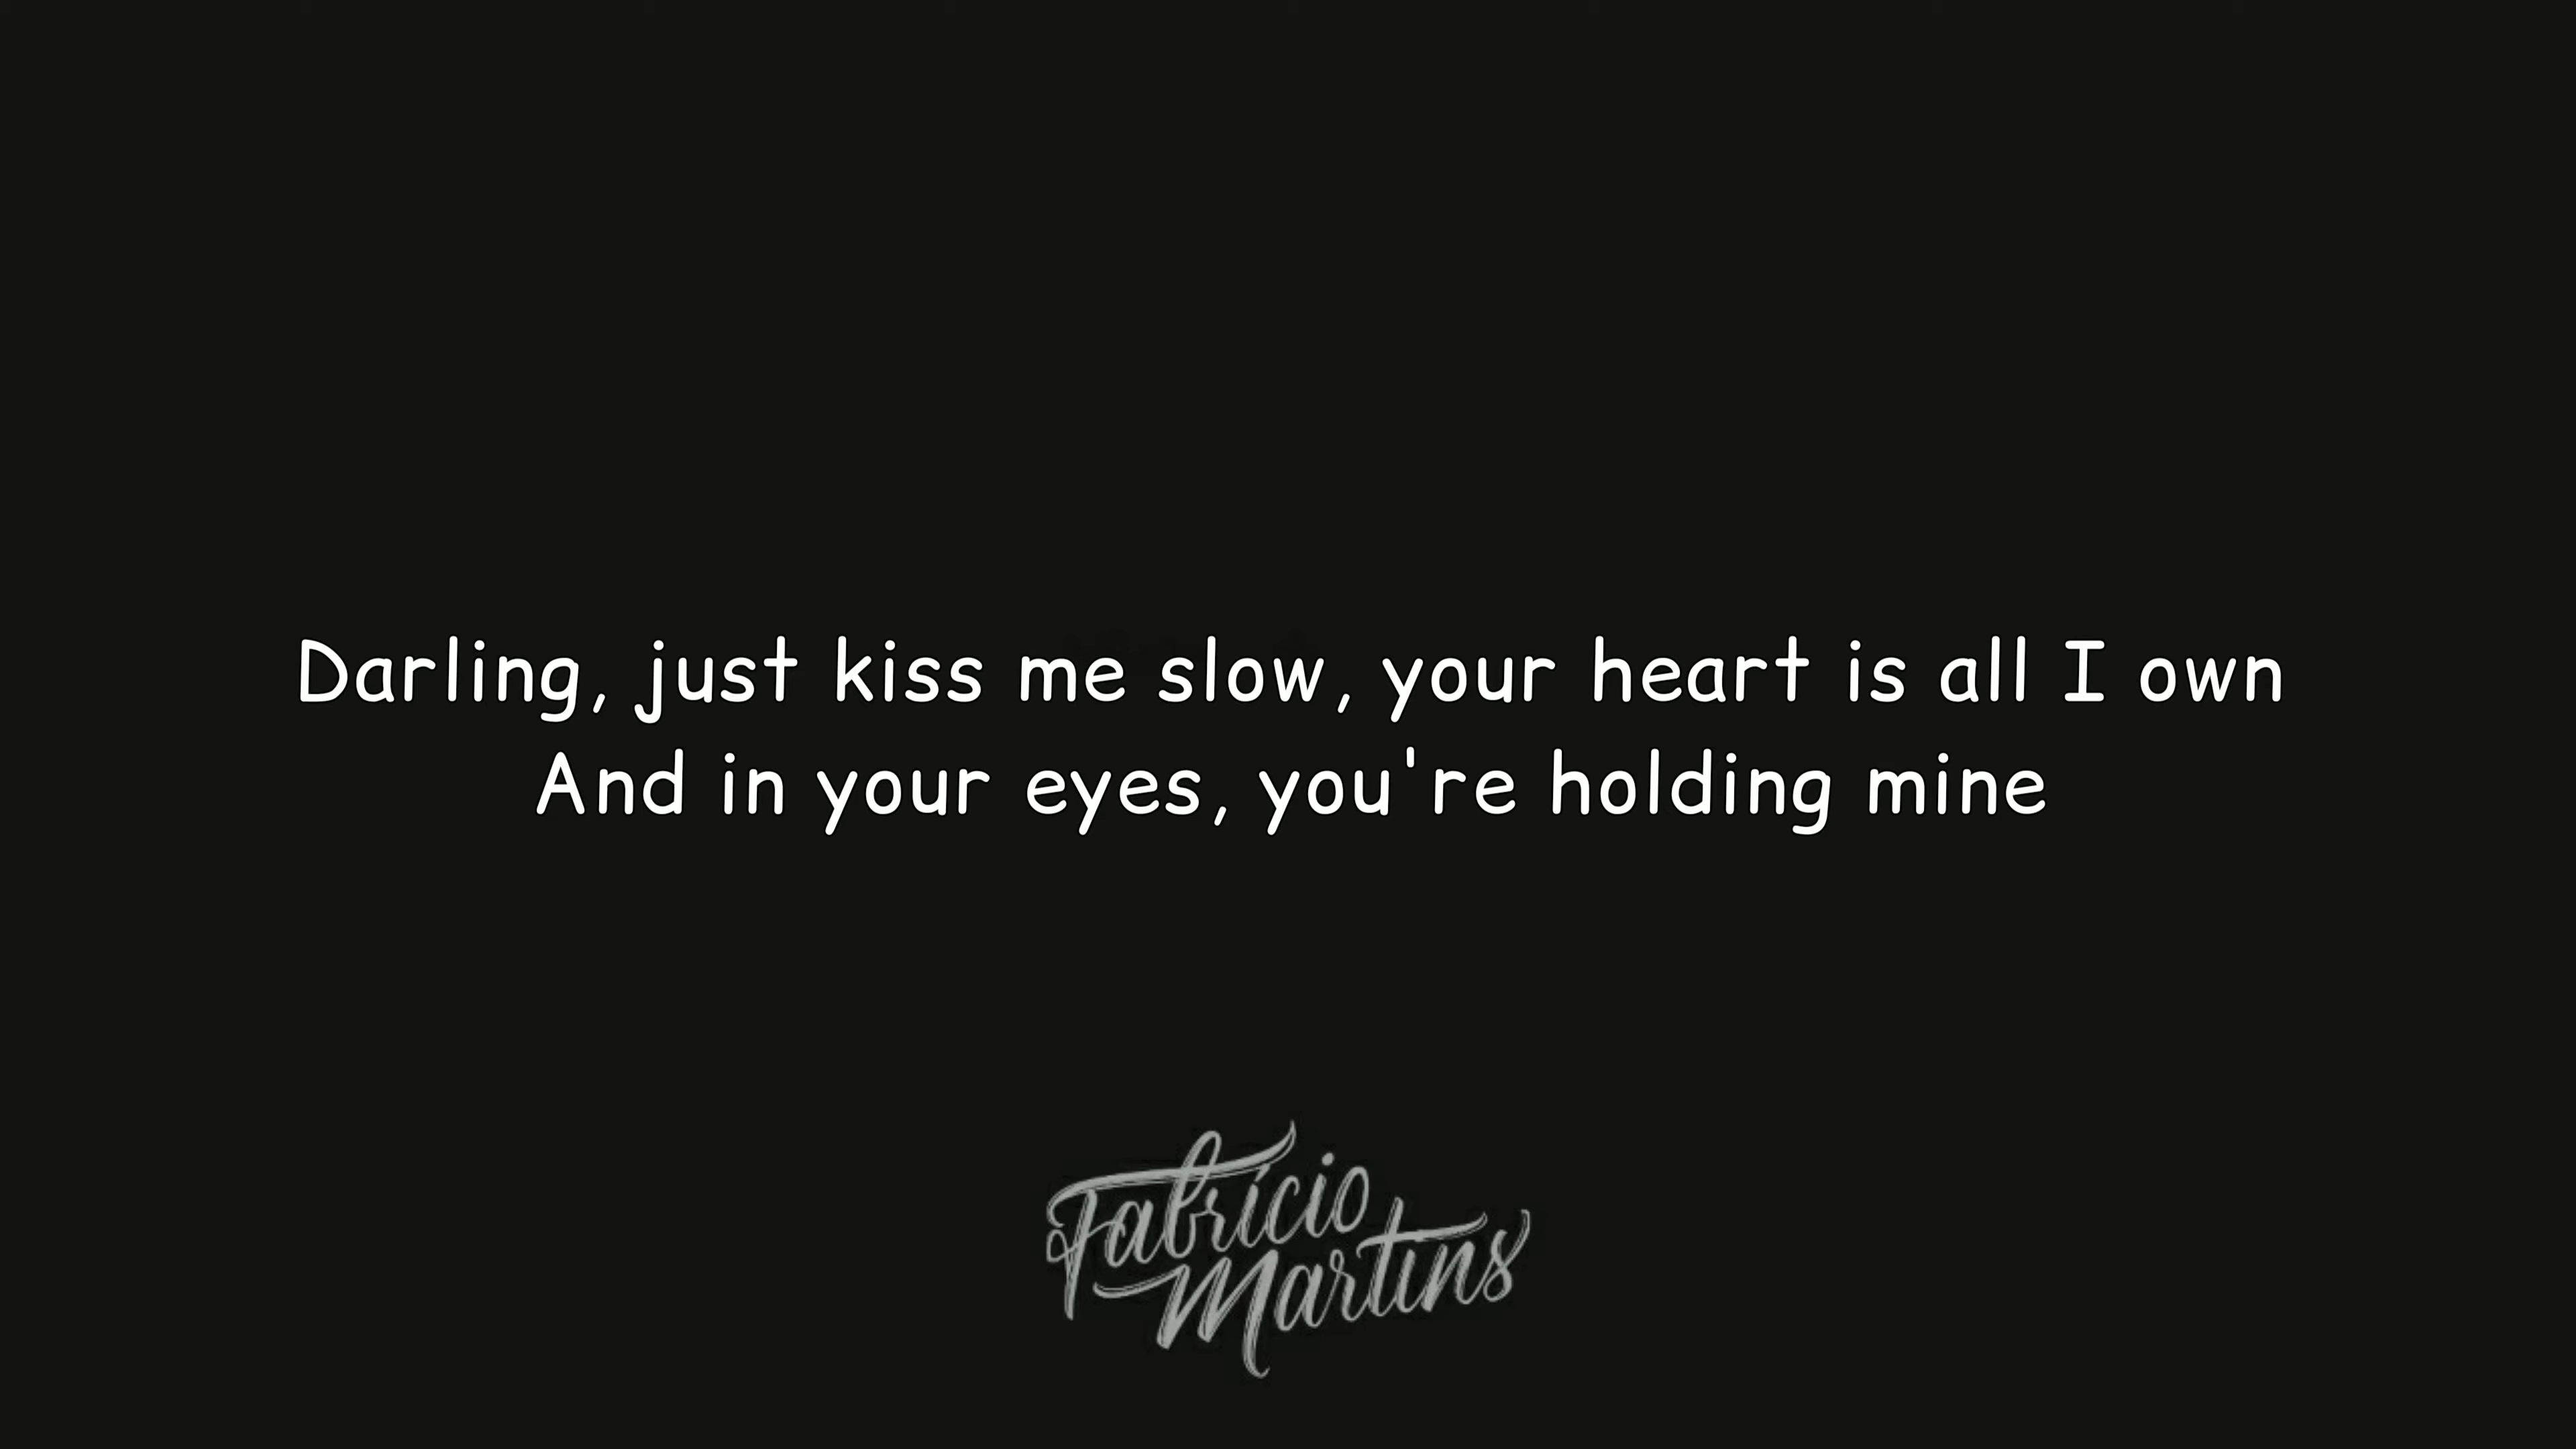 Darling, just kiss me slow, your heart is all I own
And in your eyes, you're holding mine
Fabrício
Martins